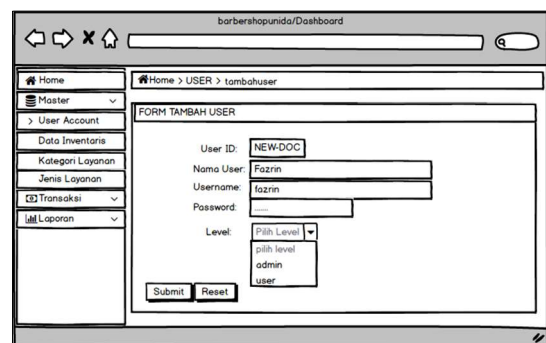 barbershopunida/Dashboard
Home
Master
> User Account
Data Inventaris
Kategori Layanan
Jenis Layanan
Transaksi
Laporan
Home > USER > tambahuser
FORM TAMBAH USER
User ID: NEW-DOC
Nama User: Fazrin
Username: fazrin
Password: ......
Level: Pilih Level
pilih level
admin
user
Submit Reset